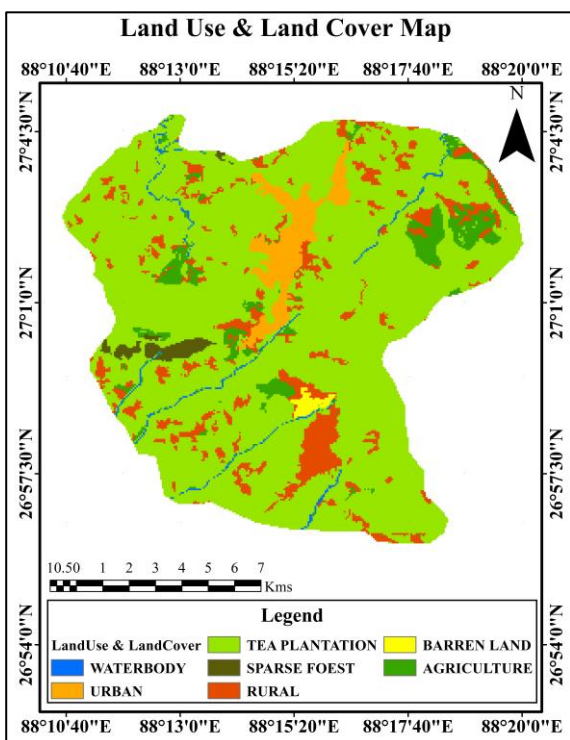 Land Use & Land Cover Map
88°10'40"E 88°13'0"E 88°15'20"E 88°17'40"E 88°20'0"E
27°4'30"N
27°1'0"N
26°57'30"N
26°54'0"N
N
27°4'30"N
27°1'0"N
26°57'30"N
26°54'0"N
10.50 1 2 3 4 5 6 7
Kms
Legend
LandUse & LandCover TEA PLANTATION BARREN LAND
WATERBODY SPARSE FOEST AGRICULTURE
URBAN RURAL
88°10'40"E 88°13'0"E 88°15'20"E 88°17'40"E 88°20'0"E